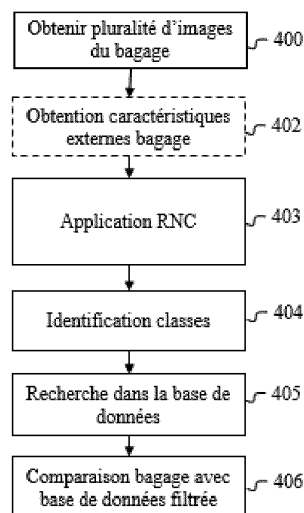 Obtenir pluralité d'images
du bagage
400
Obtention caractéristiques
externes bagage
402
Application RNC
403
Identification classes
404
Recherche dans la base de
données
405
Comparaison bagage avec
base de données filtrée
406